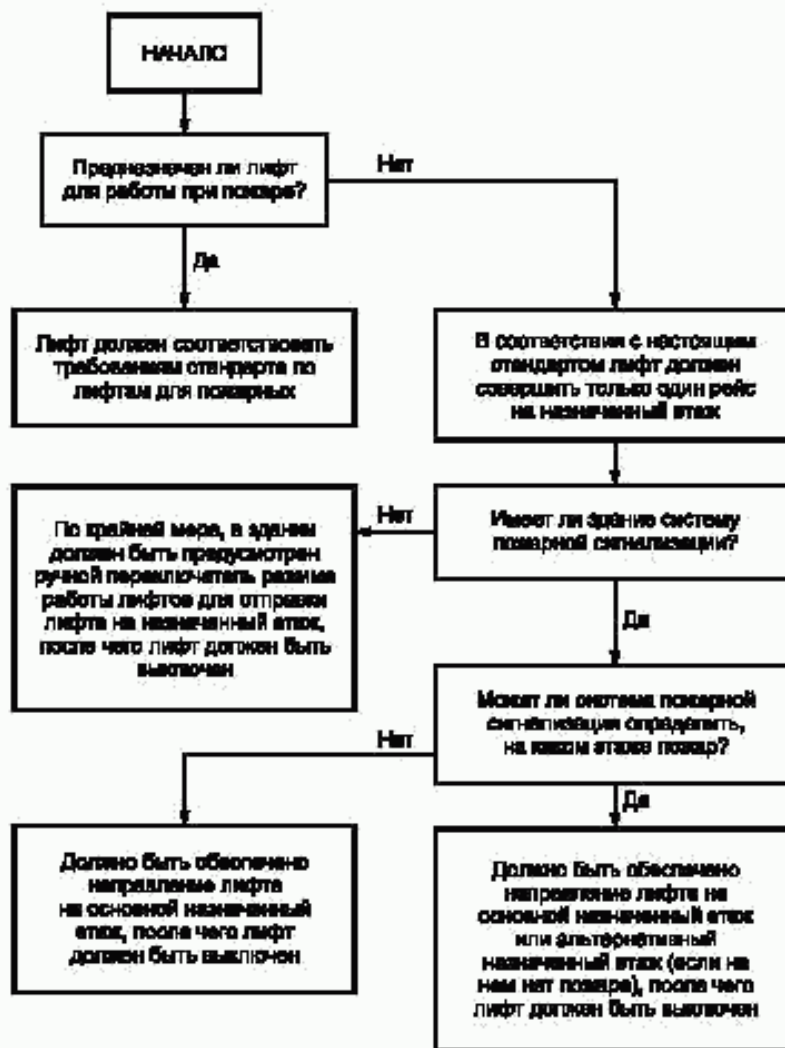 НАЧАЛО
Предназначен ли лифт
для работы при пожаре?
Нет
Да
Лифт должен соответствовать
требованиям стандарта по
лифтам для пожарных
В соответствия с настоящим
стандартом лифт должен
совершить только один рейс
на назначенный этаж
Имеет ли здание систему
пожарной сигнализации?
Нет
По крайней мере, в здании
должен быть предусмотрен
ручной переключатель режима
работы лифтов для отправки
лифта на назначенный этаж,
после чего лифт должен быть
выключен
Да
Может ли система пожарной
сигнализации определить,
на каком этаже пожар?
Нет
Да
Должно быть обеспечено
направление лифта
на основной назначенный
этаж, после чего лифт
должен быть выключен
Должно быть обеспечено
направление лифта на
основной назначенный этаж
или альтернативный
назначенный этаж (если на
нем нет пожара), после чего
лифт должен быть выключен